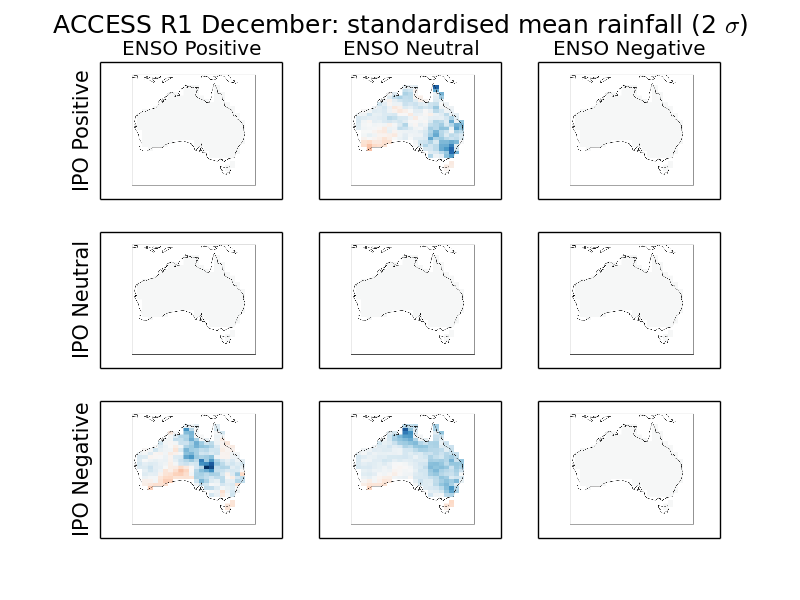 ACCESS R1 December: standardised mean rainfall (2 σ)
ENSO Positive
ENSO Neutral
ENSO Negative
IPO Positive
IPO Neutral
IPO Negative